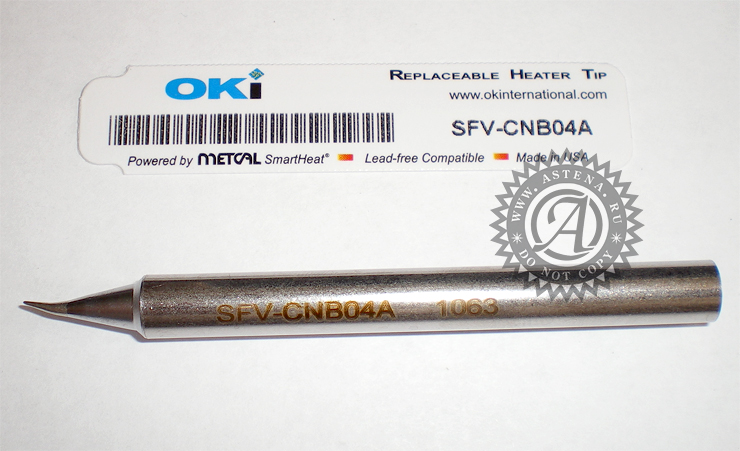 OKi
REPLACEABLE HEATER TIP
www.okinternational.com
SFV-CNB04A
Powered by METCAL SmartHeat® Lead-free Compatible Made in USA
WWW.ASTENA.RU
A
DO NOT COPY
SFV-CNB04A 1063